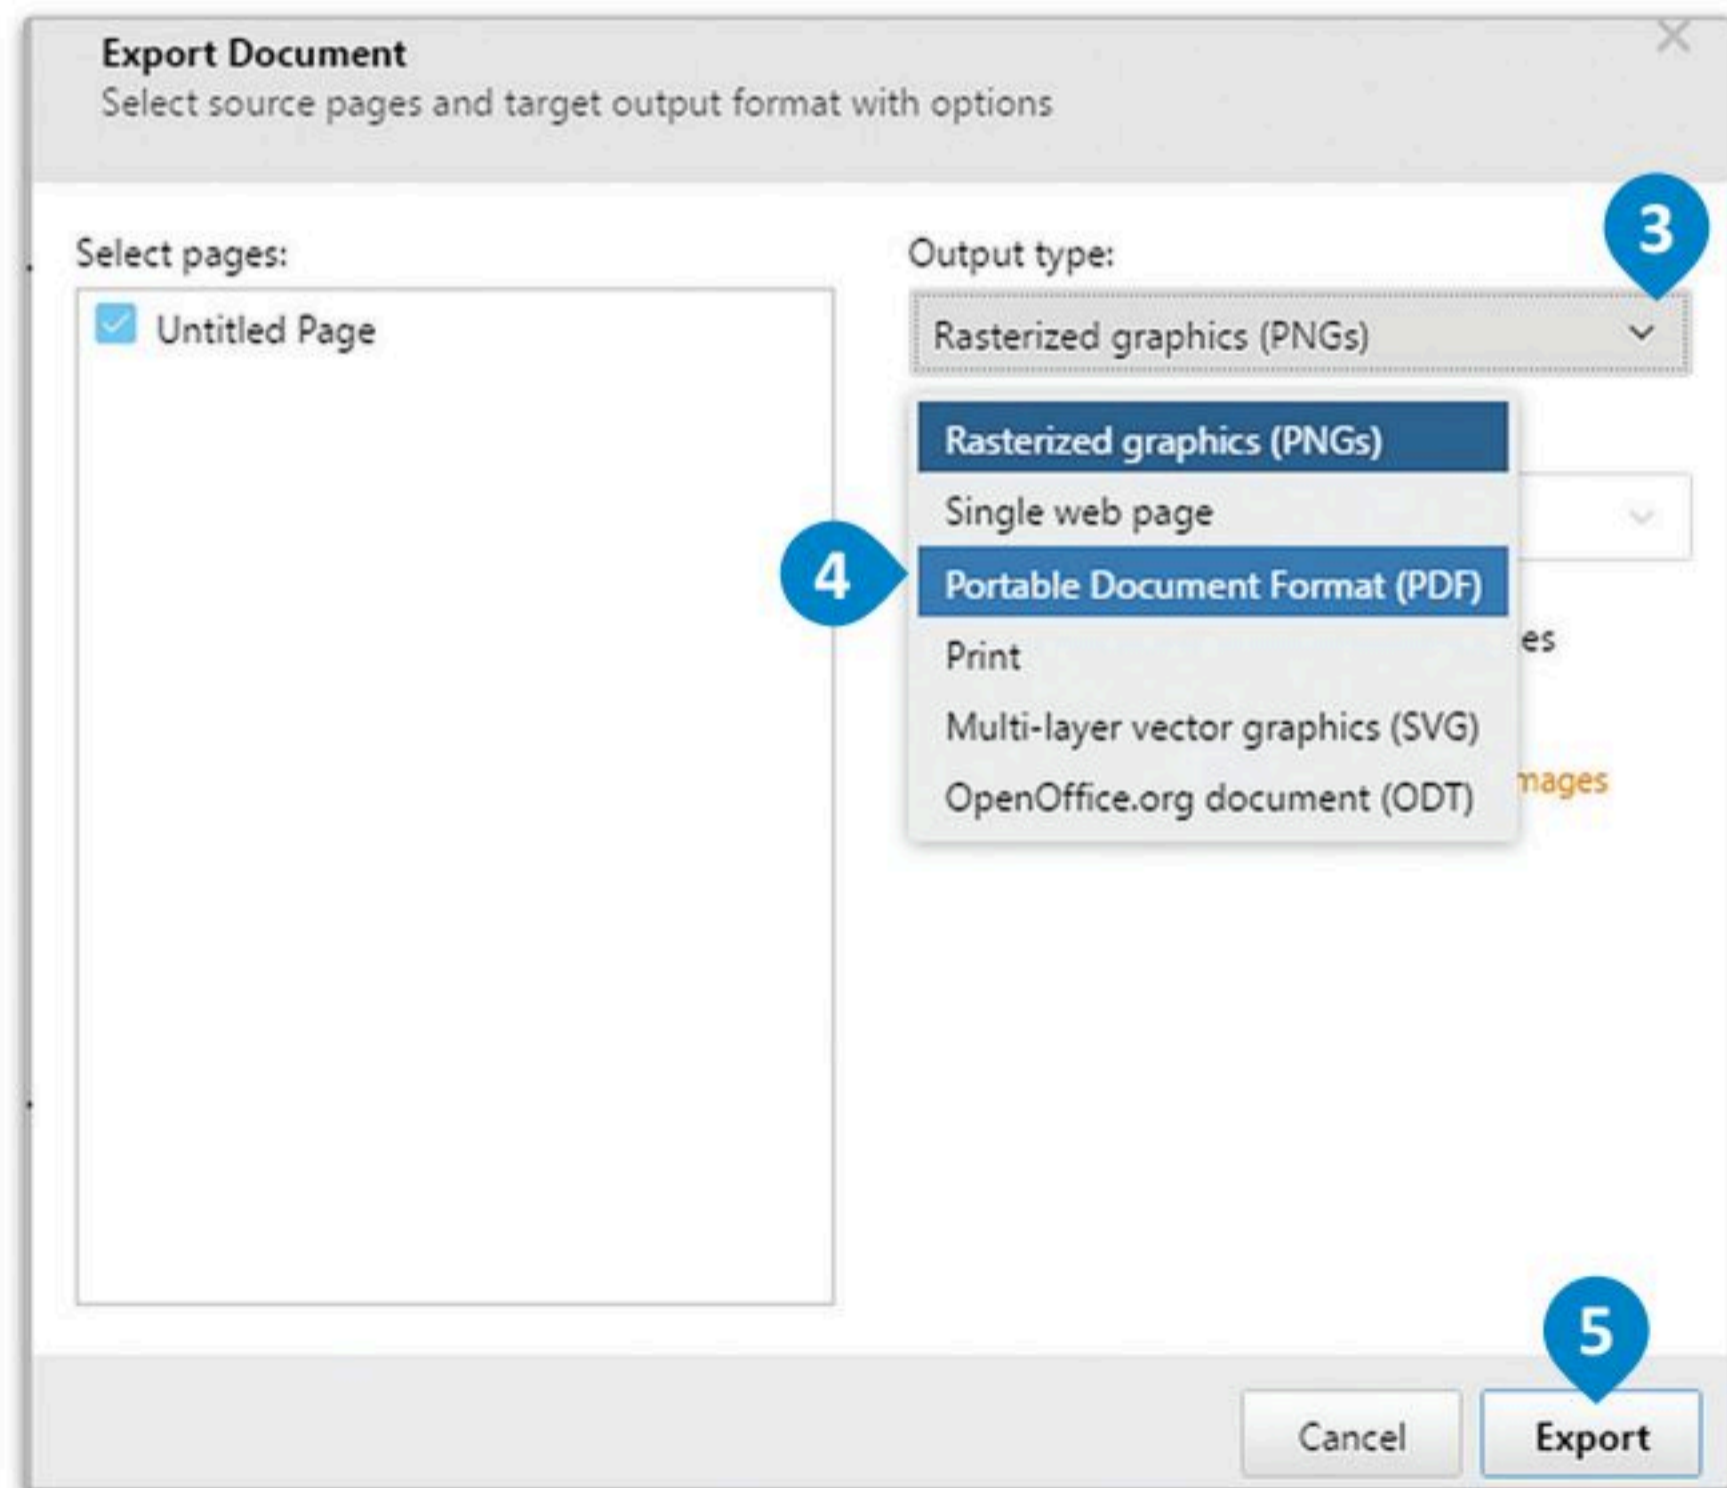 Export Document
Select source pages and target output format with options
3
Select pages:
Output type:
Untitled Page
Rasterized graphics (PNGs)
Rasterized graphics (PNGs)
Single web page
4
Portable Document Format (PDF)
es
Print
Multi-layer vector graphics (SVG)
mages
OpenOffice.org document (ODT)
5
Cancel
Export